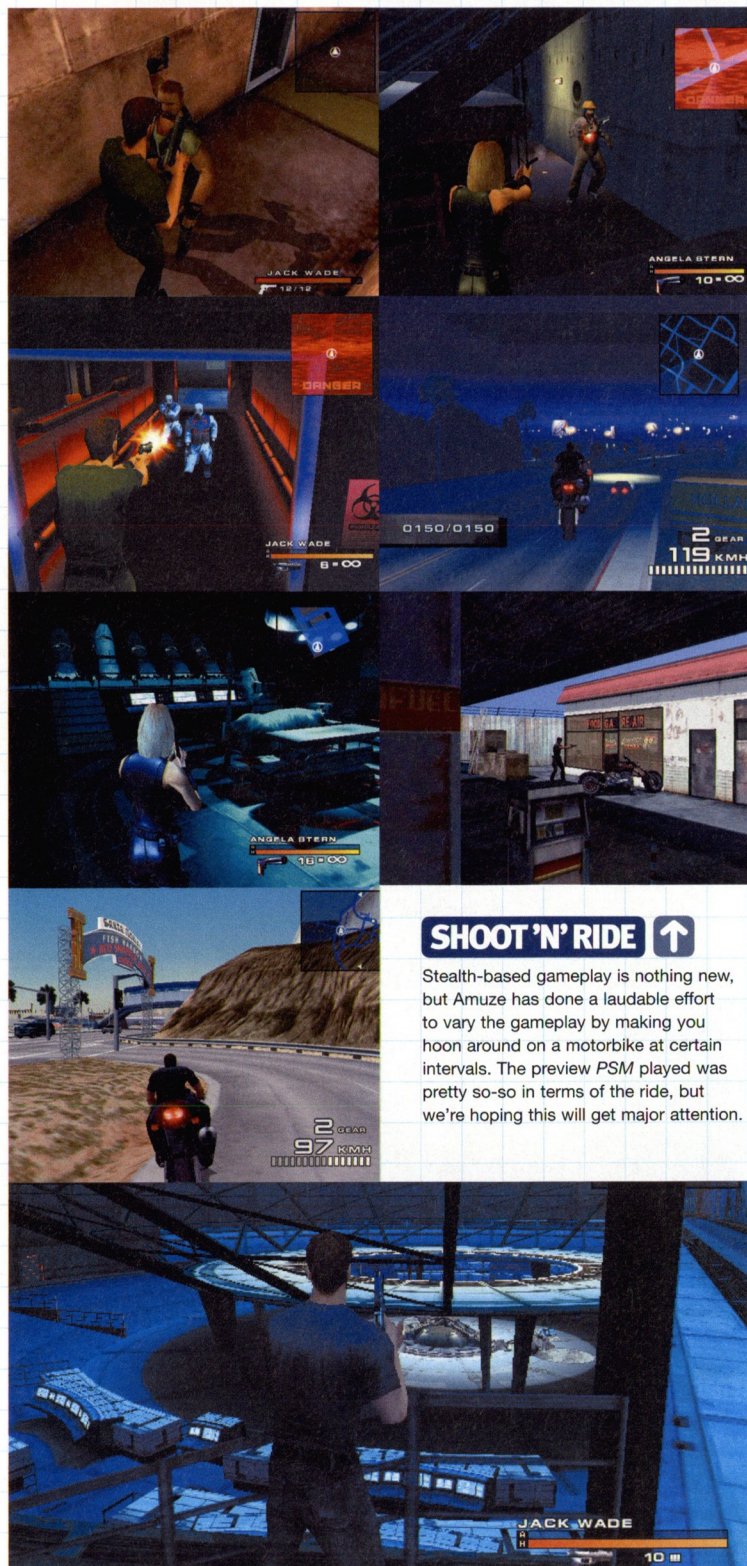 JACK WADE
12/12
DANGER
ANGELA STERN
A
H
10=∞
DANGER
JACK WADE
A
H
6=∞
0150/0150
2 GEAR
119 KMH
ANGELA STERN
A
H
16=∞
FUEL
2 GEAR
97 KMH
SHOOT 'N' RIDE
Stealth-based gameplay is nothing new,
but Amuze has done a laudable effort
to vary the gameplay by making you
hoon around on a motorbike at certain
intervals. The preview PSM played was
pretty so-so in terms of the ride, but
we're hoping this will get major attention.
JACK WADE
A
H
10